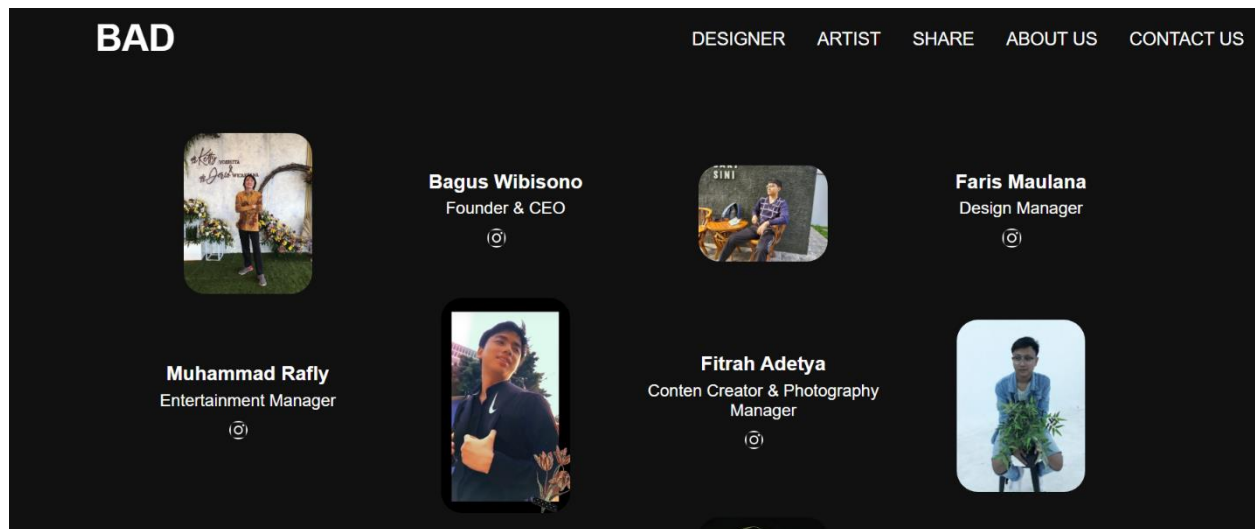 BAD
DESIGNER ARTIST SHARE ABOUT US CONTACT US
SINI
Bagus Wibisono
Founder & CEO
Faris Maulana
Design Manager
Muhammad Rafly
Entertainment Manager
Fitrah Adetya
Conten Creator & Photography
Manager